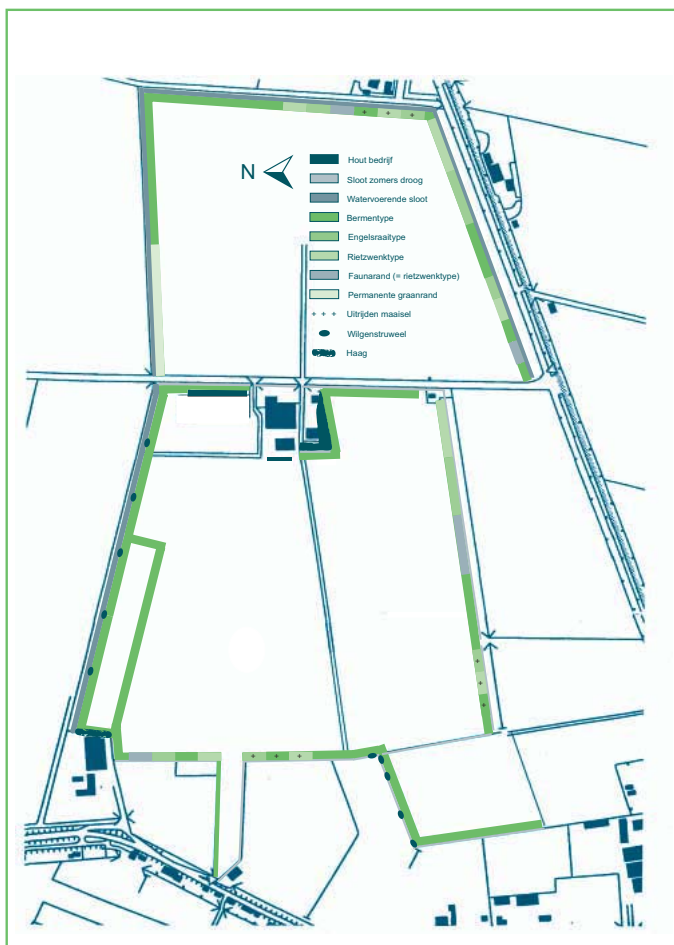 N
Hout bedrijf
Sloot zomers droog
Watervoerende sloot
Bermentype
Engelsraaitype
Rietzwenktype
Faunarand (= rietzwenktype)
Permanente graanrand
Uitrijden maaisel
Wilgenstruweel
Haag